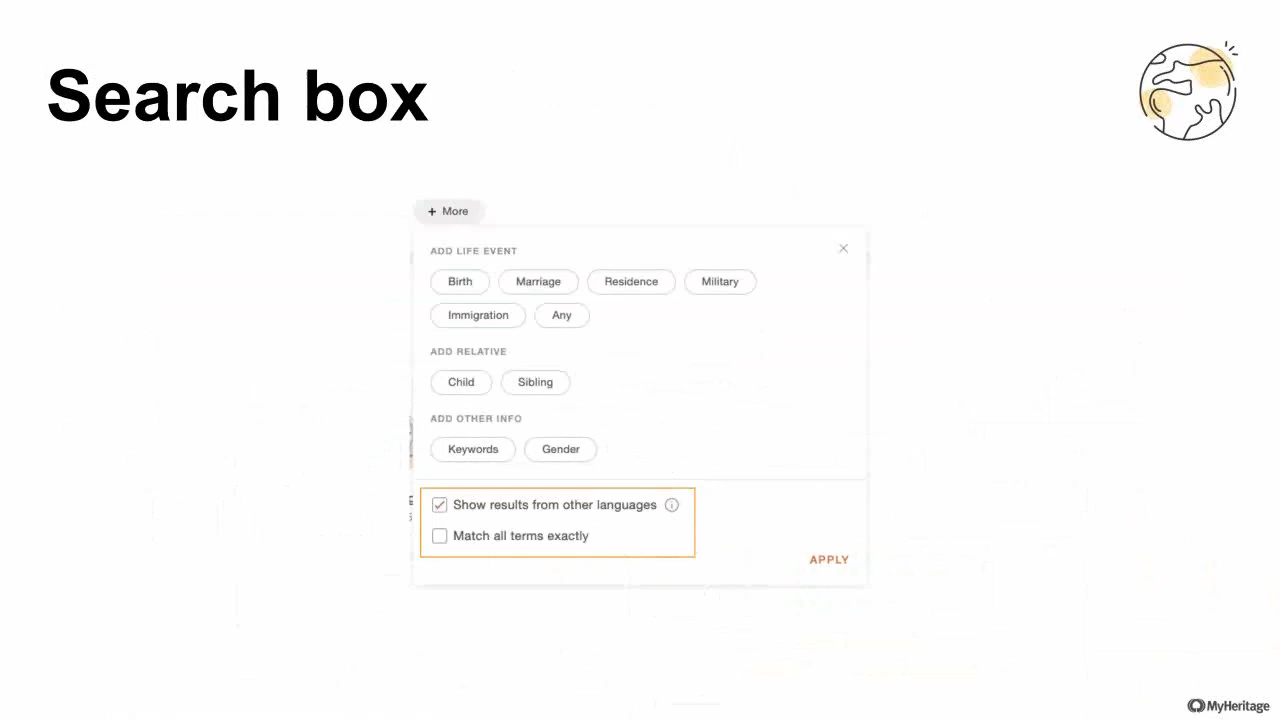 Search box
+ More
ADD LIFE EVENT
Birth Marriage Residence Military
Immigration Any
ADD RELATIVE
Child Sibling
ADD OTHER INFO
Keywords Gender
Show results from other languages
Match all terms exactly
APPLY
MyHeritage